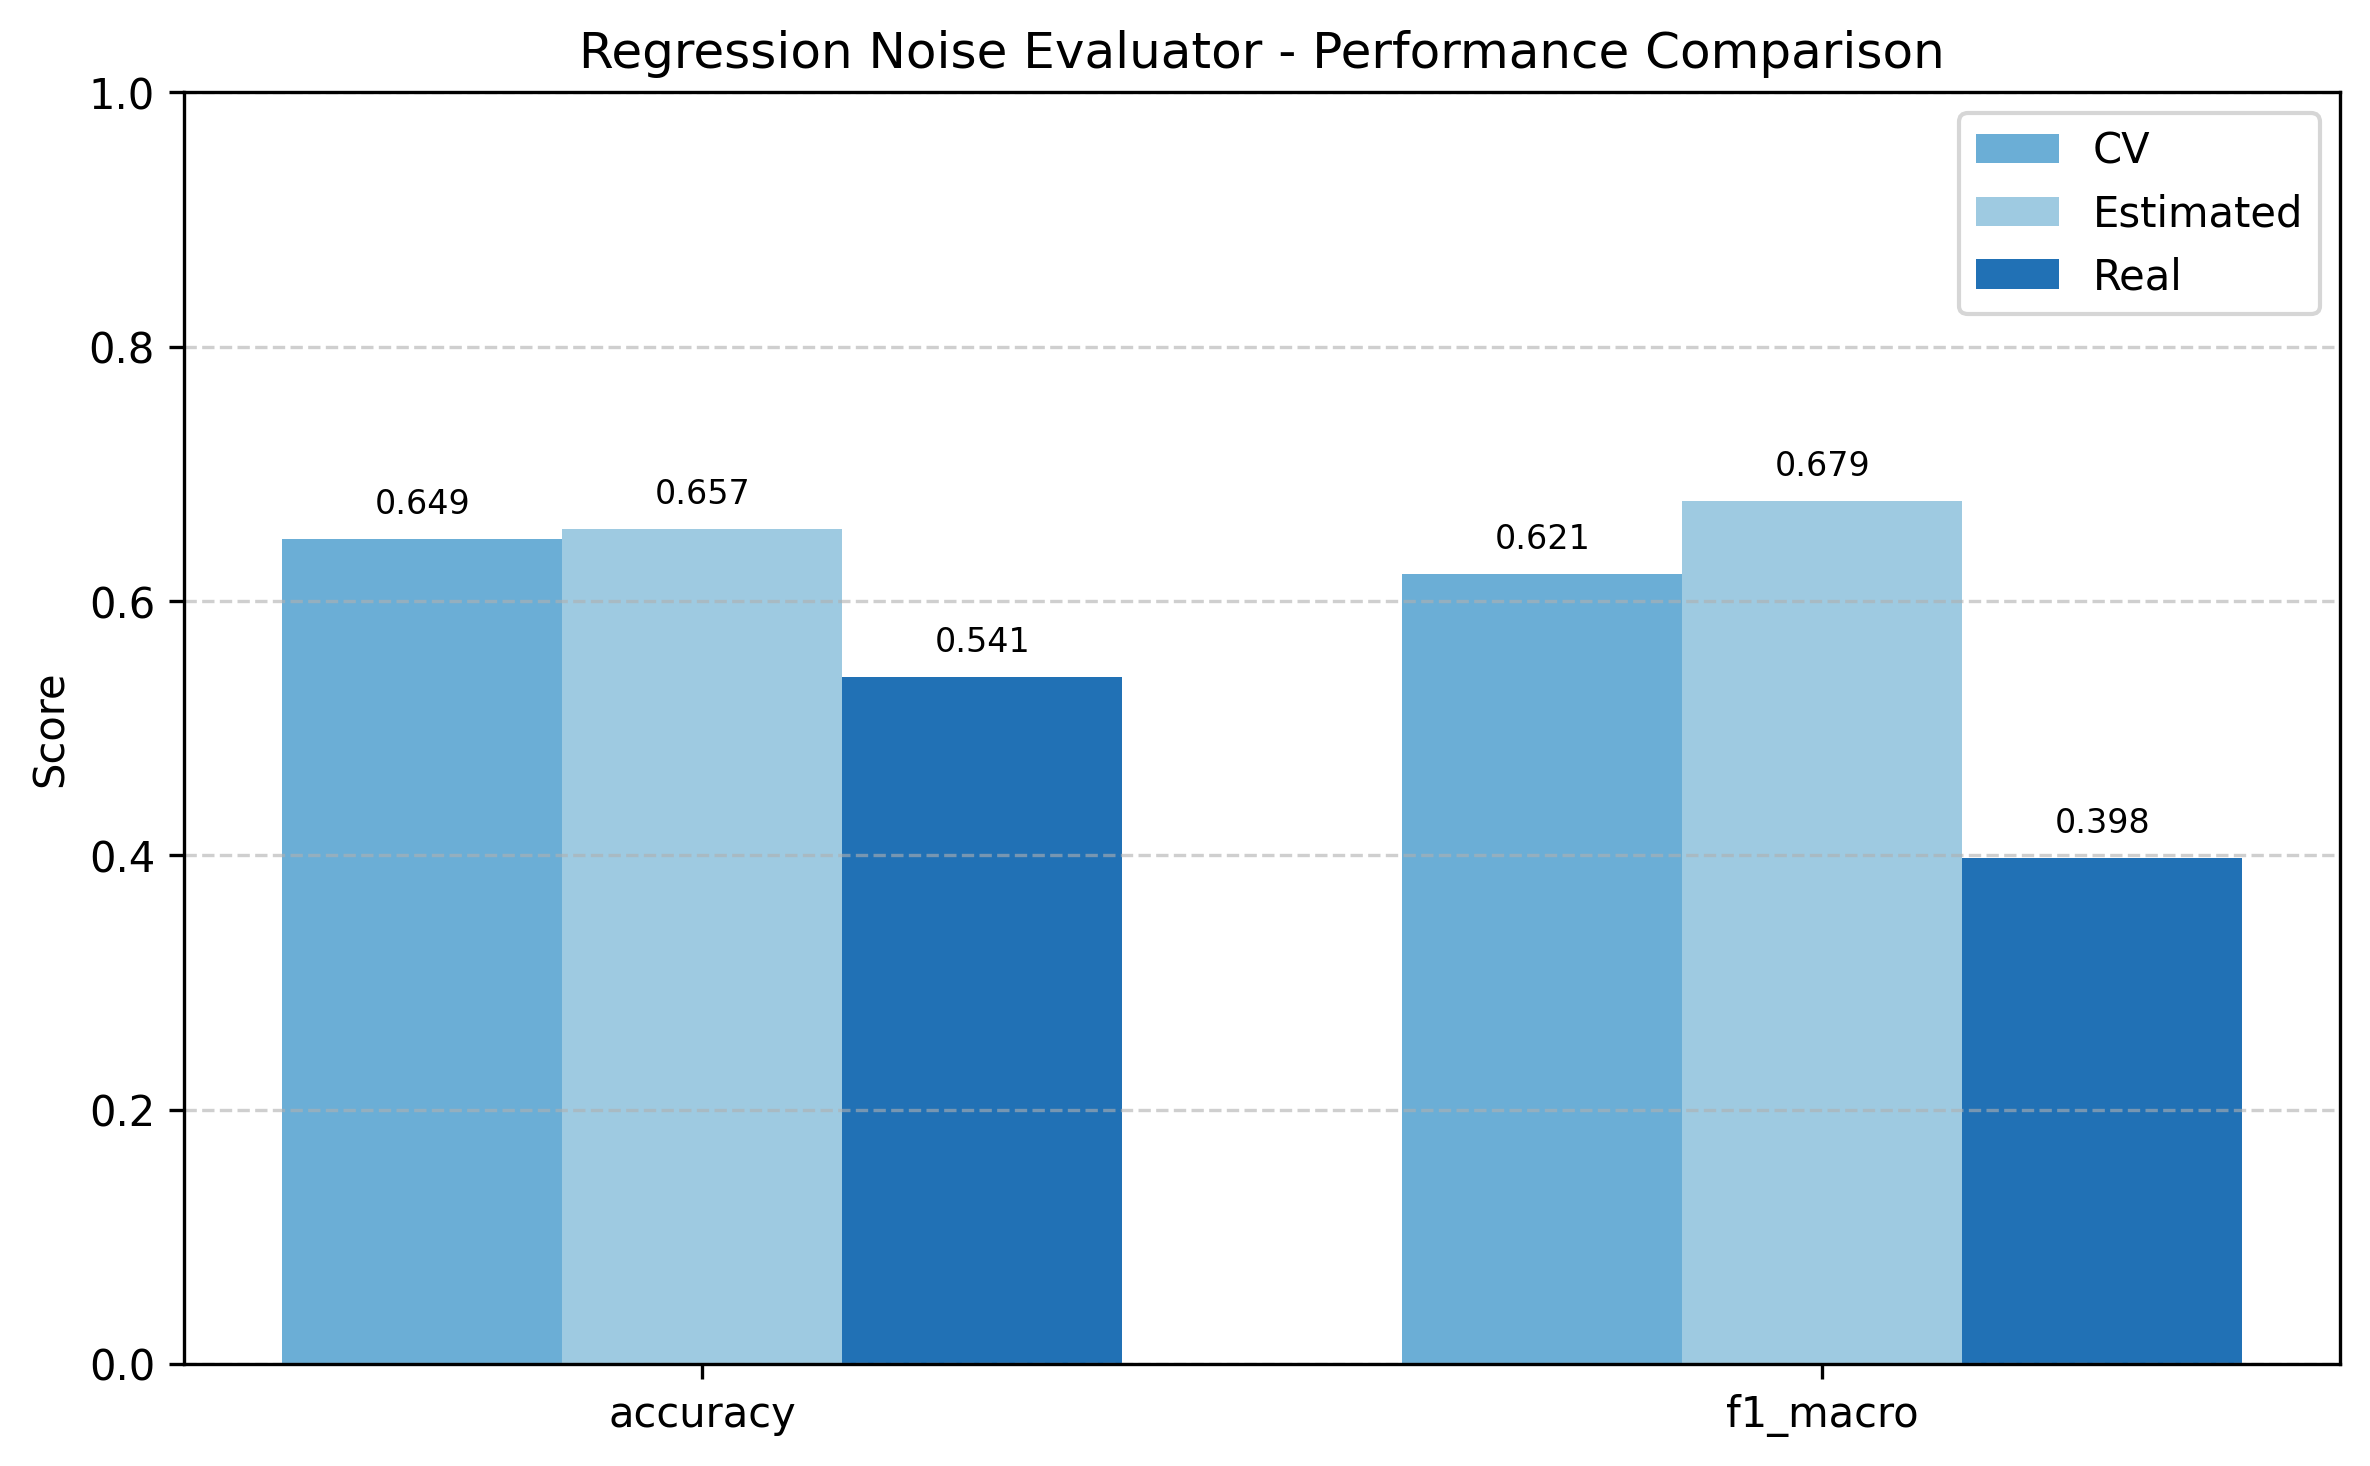 Regression Noise Evaluator - Performance Comparison
1.0
0.8
0.6
0.4
0.2
0.0
Score
CV
Estimated
Real
0.649
0.657
0.541
0.621
0.679
0.398
accuracy
f1_macro